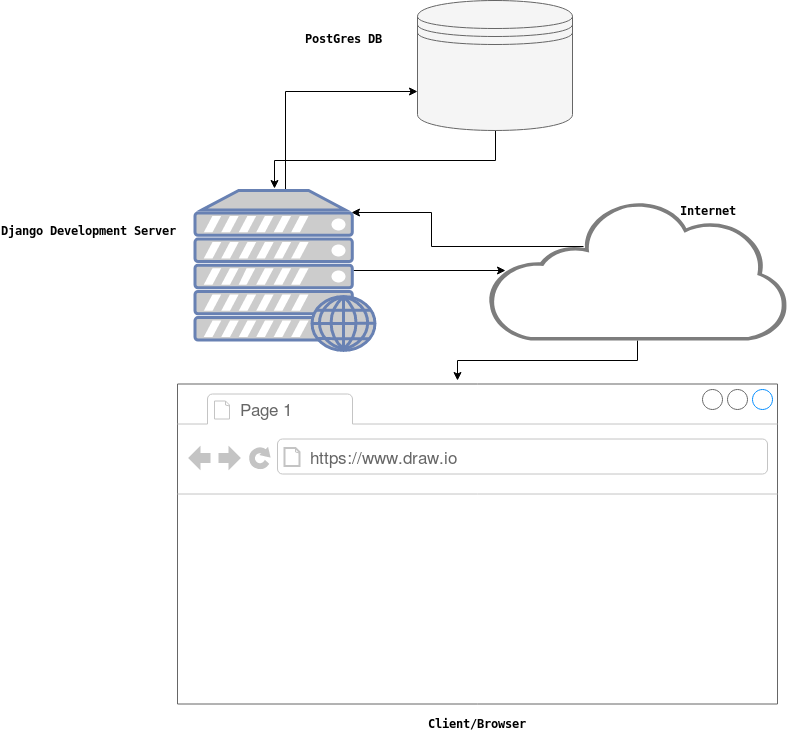 PostGres DB
Internet
Django Development Server
Page 1
https://www.draw.io
Client/Browser